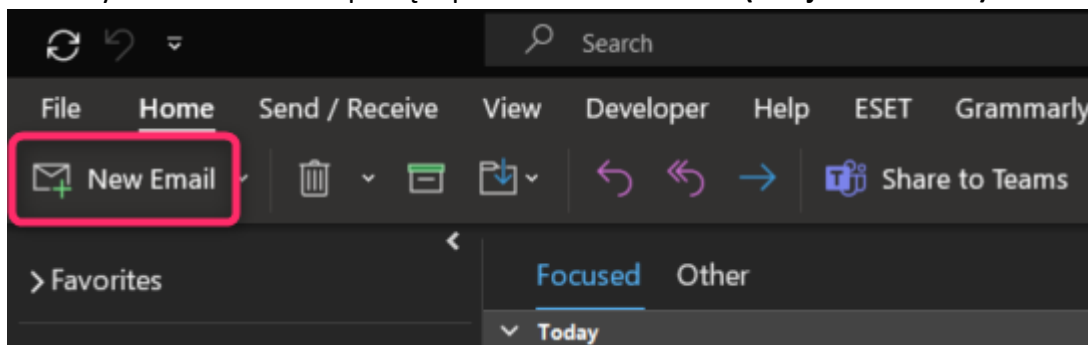 Search
File Home Send / Receive View Developer Help ESET Grammarly
New Email Share to Teams
Favorites
Focused Other
Today